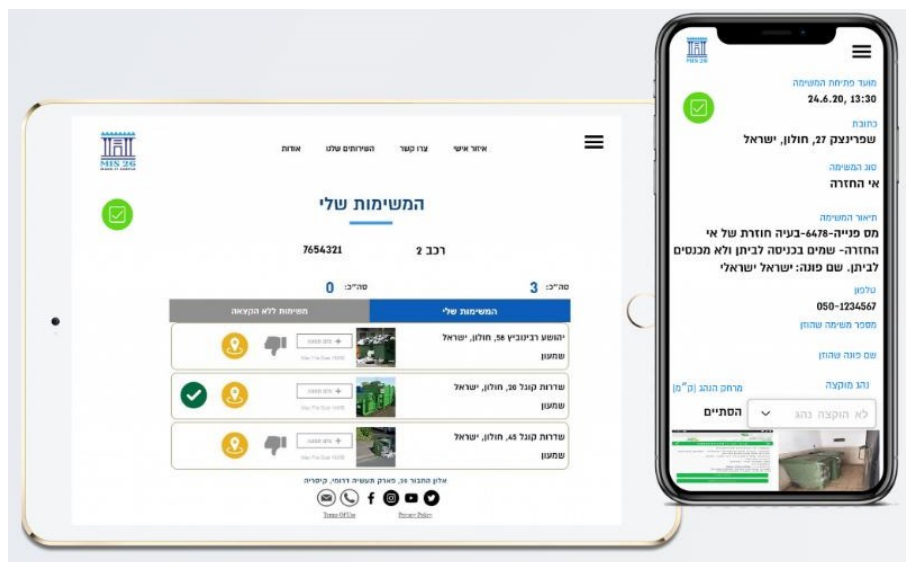 MIS 26
איזור אישי
צרו קשר
השירותים שלנו
אודות
המשימות שלי
רכב 2
7654321
סה״כ: 3
סה״כ: 0
המשימות שלי
משימות ללא הקצאה
יהושע רבינוביץ 58, חולון, ישראל
שמעון
שדרות קוגל 20, חולון, ישראל
שמעון
שדרות קוגל 45, חולון, ישראל
שמעון
אלון התבור 30, פארק תעשיה דרומי, קיסריה
Terms Of Use
Privacy Policy
MIS 26
מועד פתיחת המשימה
24.6.20, 13:30
כתובת
שפרינצק 27, חולון, ישראל
סוג המשימה
אי החזרה
תיאור המשימה
מס פנייה-6478-בעיה חוזרת של אי
החזרה- שמים בכניסה לביתן ולא מכנסים
לביתן. שם פונה: ישראל ישראלי
טלפון
050-1234567
מספר משימה שהוזן
שם פונה שהוזן
נהג מוקצה
מרחק הנהג (ק״מ)
לא הוקצה נהג
הסתיים